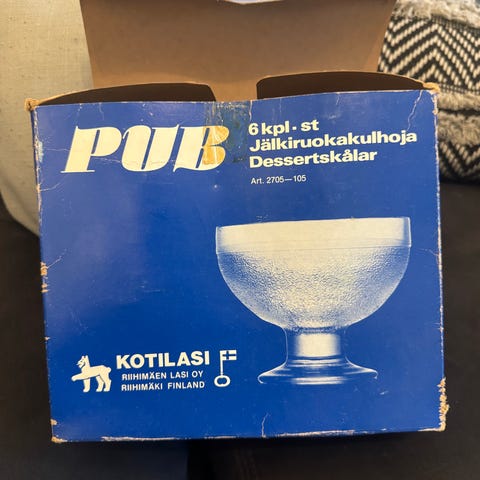 PUB
6 kpl - st
Jälkiruokakulhoja
Dessertskålar
Art. 2705—105
KOTILASI
RIIHIMÄEN LASI OY
RIIHIMÄKI FINLAND